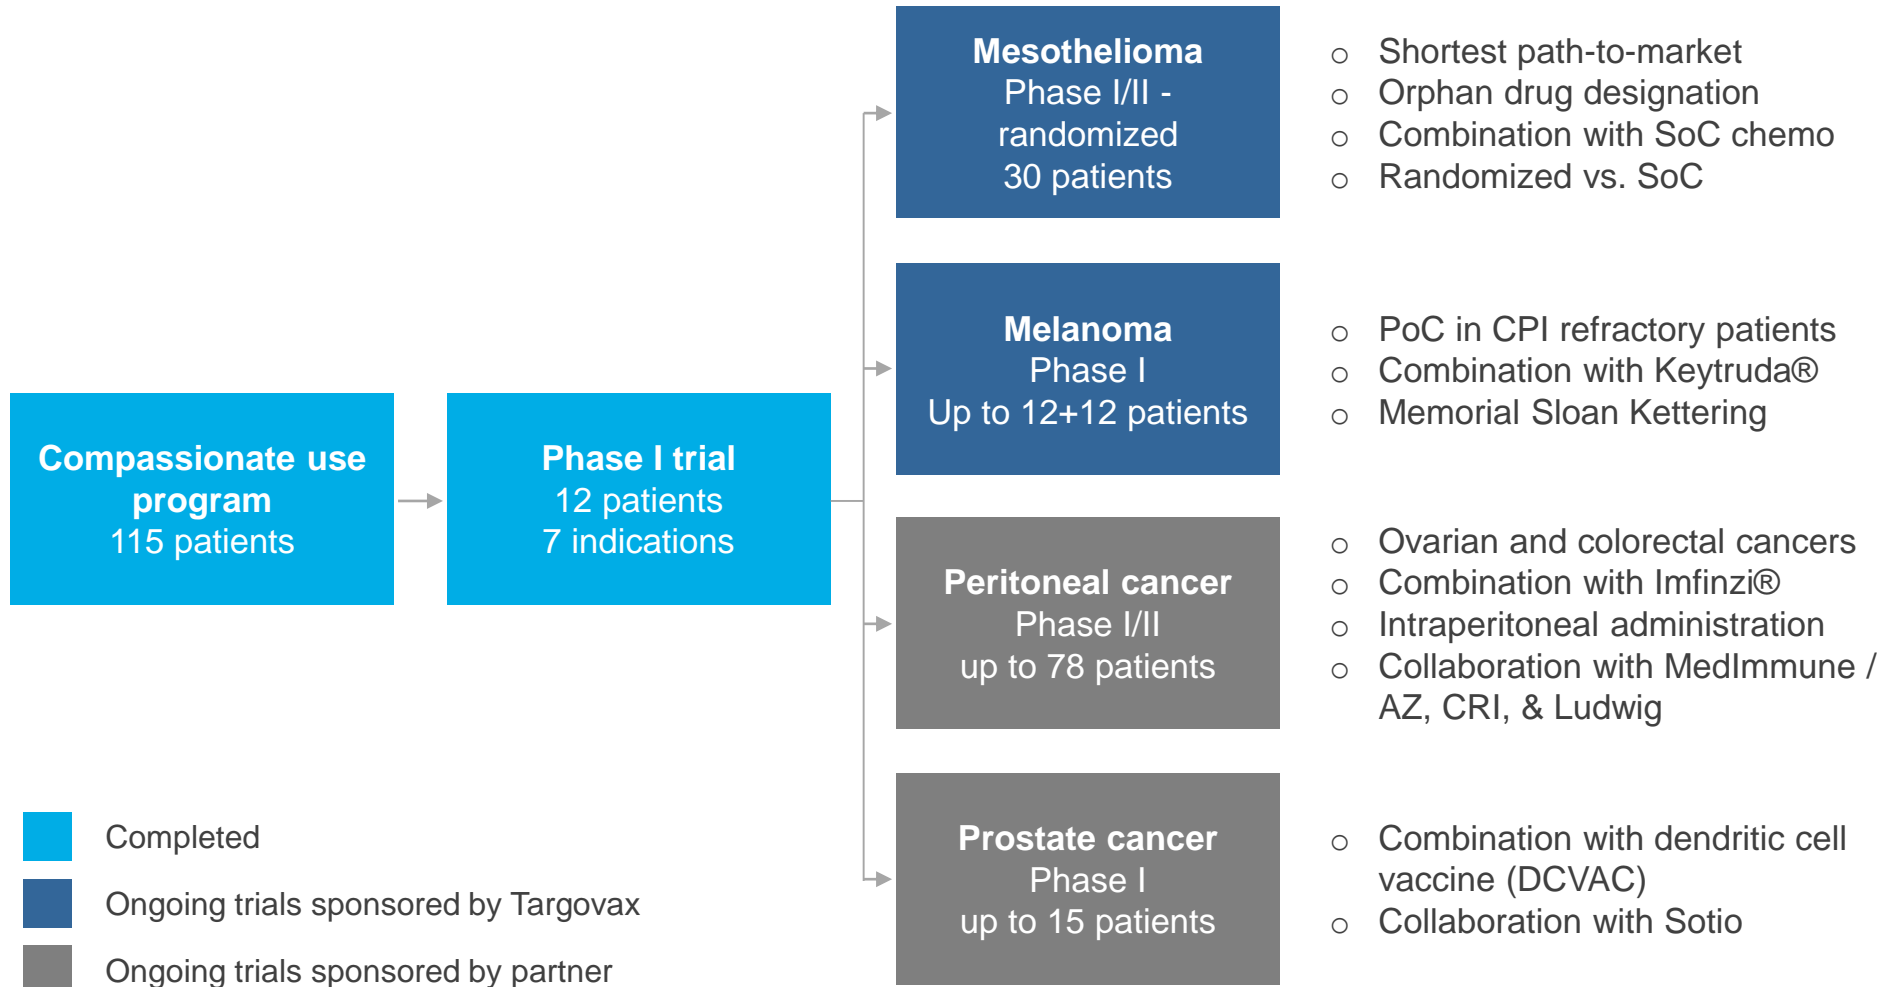 Compassionate use
program
115 patients
Phase I trial
12 patients
7 indications
Mesothelioma
Phase I/II -
randomized
30 patients
o Shortest path-to-market
o Orphan drug designation
o Combination with SoC chemo
o Randomized vs. SoC
Melanoma
Phase I
Up to 12+12 patients
o PoC in CPI refractory patients
o Combination with Keytruda®
o Memorial Sloan Kettering
Peritoneal cancer
Phase I/II
up to 78 patients
o Ovarian and colorectal cancers
o Combination with Imfinzi®
o Intraperitoneal administration
o Collaboration with MedImmune /
AZ, CRI, & Ludwig
Prostate cancer
Phase I
up to 15 patients
o Combination with dendritic cell
vaccine (DCVAC)
o Collaboration with Sotio
Completed
Ongoing trials sponsored by Targovax
Ongoing trials sponsored by partner